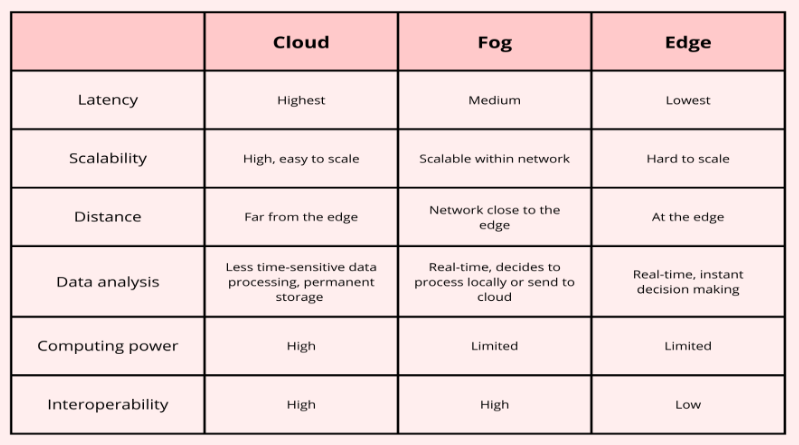 Cloud
Fog
Edge
Latency
Highest
Medium
Lowest
Scalability
High, easy to scale
Scalable within network
Hard to scale
Distance
Far from the edge
Network close to the
edge
At the edge
Data analysis
Less time-sensitive data
processing, permanent
storage
Real-time, decides to
process locally or send to
cloud
Real-time, instant
decision making
Computing power
High
Limited
Limited
Interoperability
High
High
Low